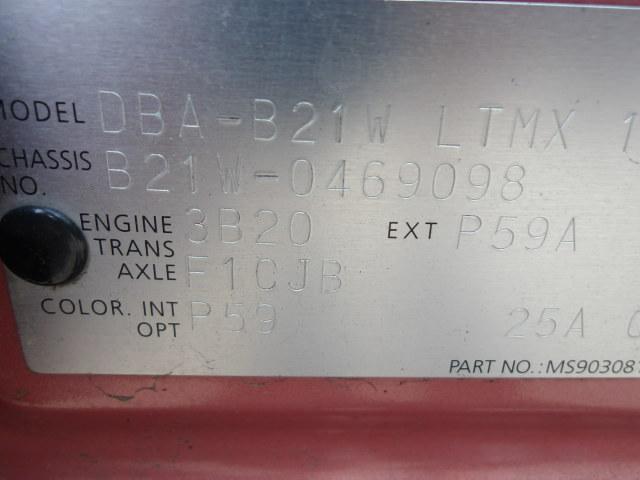 MODEL DBA-B21W LTMX
CHASSIS NO. B21W-0469098
ENGINE 3B20 EXT P59A
TRANS AXLE F1CJB
COLOR. INT OPT P59 25A
PART NO.: MS903081